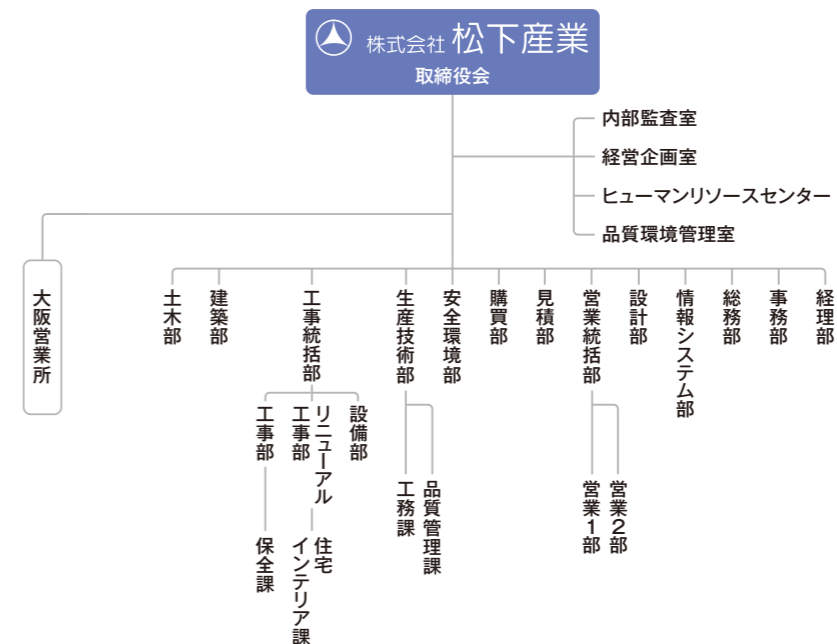 株式会社 松下産業
取締役会
内部監査室
経営企画室
ヒューマンリソースセンター
品質環境管理室
大阪営業所
土木部
建築部
工事統括部
生産技術部
安全環境部
購買部
見積部
営業統括部
設計部
情報システム部
総務部
事務部
経理部
工事部
リニューアル
工事部
設備部
工務課
品質管理課
営業1部
営業2部
保全課
住宅
インテリア課